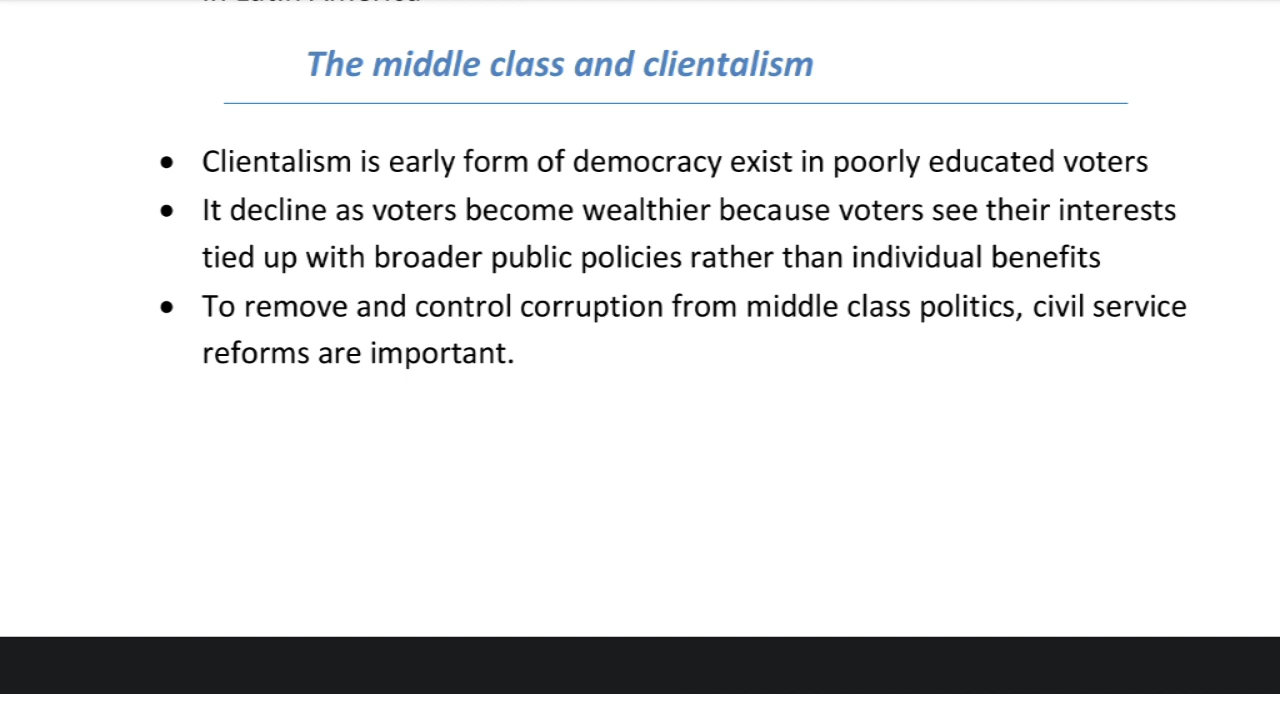 The middle class and clientalism
• Clientalism is early form of democracy exist in poorly educated voters
• It decline as voters become wealthier because voters see their interests
tied up with broader public policies rather than individual benefits
• To remove and control corruption from middle class politics, civil service
reforms are important.